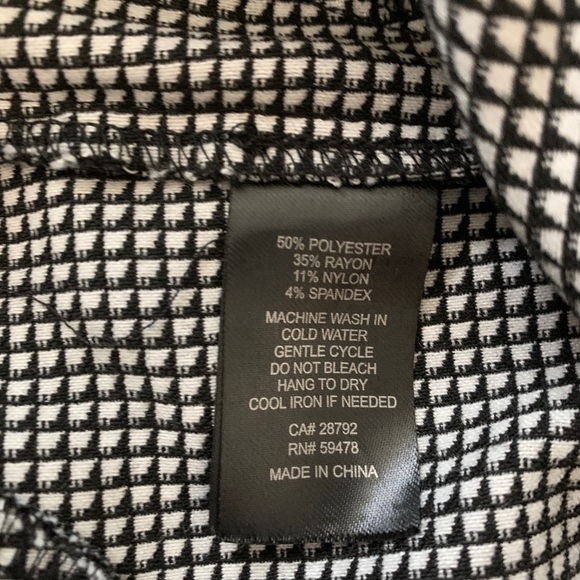 50% POLYESTER
35% RAYON
11% NYLON
4% SPANDEX
MACHINE WASH IN
COLD WATER
GENTLE CYCLE
DO NOT BLEACH
HANG TO DRY
COOL IRON IF NEEDED
CA# 28792
RN# 59478
MADE IN CHINA